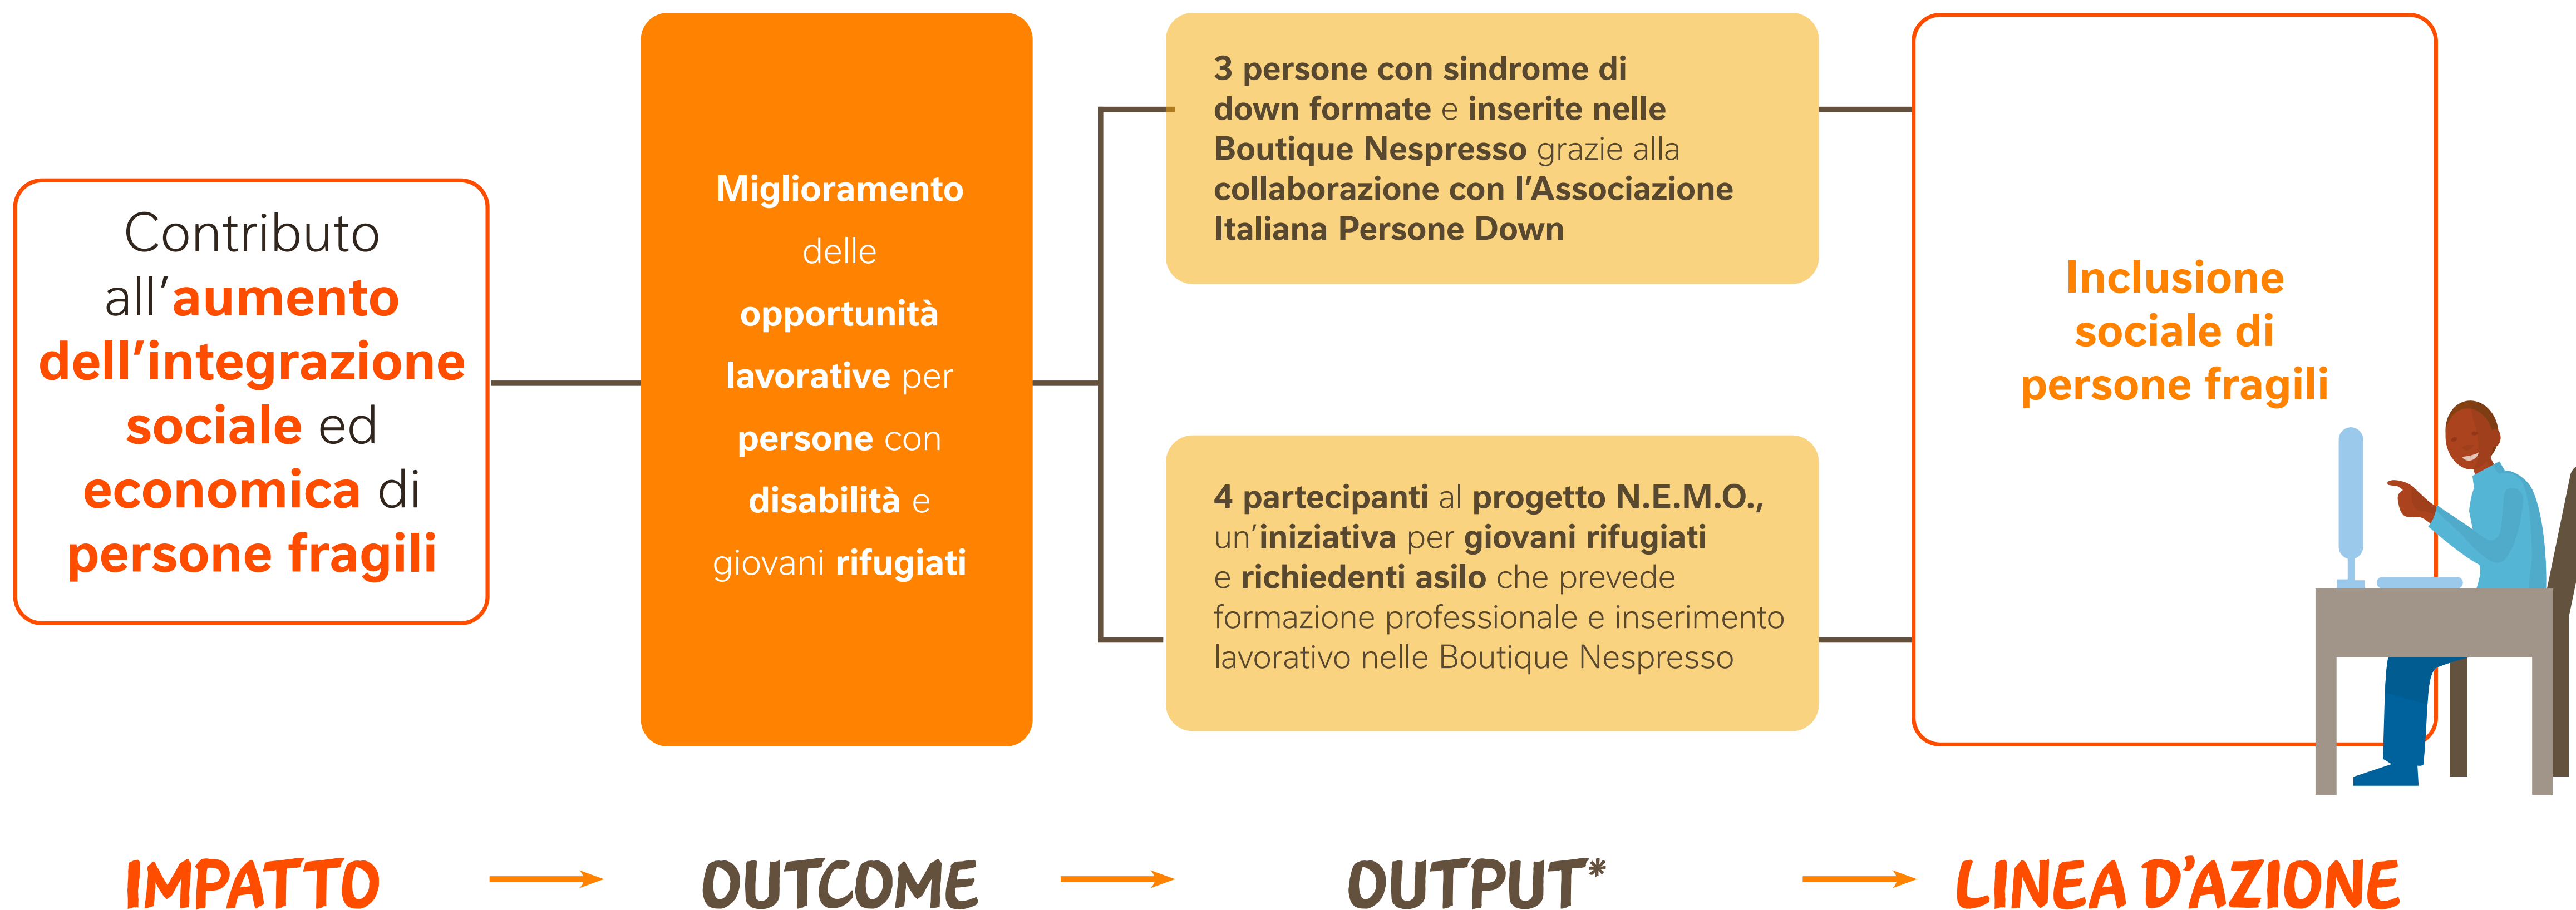 Contributo
all’aumento
dell’integrazione
sociale ed
economica di
persone fragili
Miglioramento
delle
opportunità
lavorative per
persone con
disabilità e
giovani rifugiati
3 persone con sindrome di
down formate e inserite nelle
Boutique Nespresso grazie alla
collaborazione con l’Associazione
Italiana Persone Down
4 partecipanti al progetto N.E.M.O.,
un’iniziativa per giovani rifugiati
e richiedenti asilo che prevede
formazione professionale e inserimento
lavorativo nelle Boutique Nespresso
Inclusione
sociale di
persone fragili
IMPATTO
OUTCOME
OUTPUT*
LINEA D’AZIONE